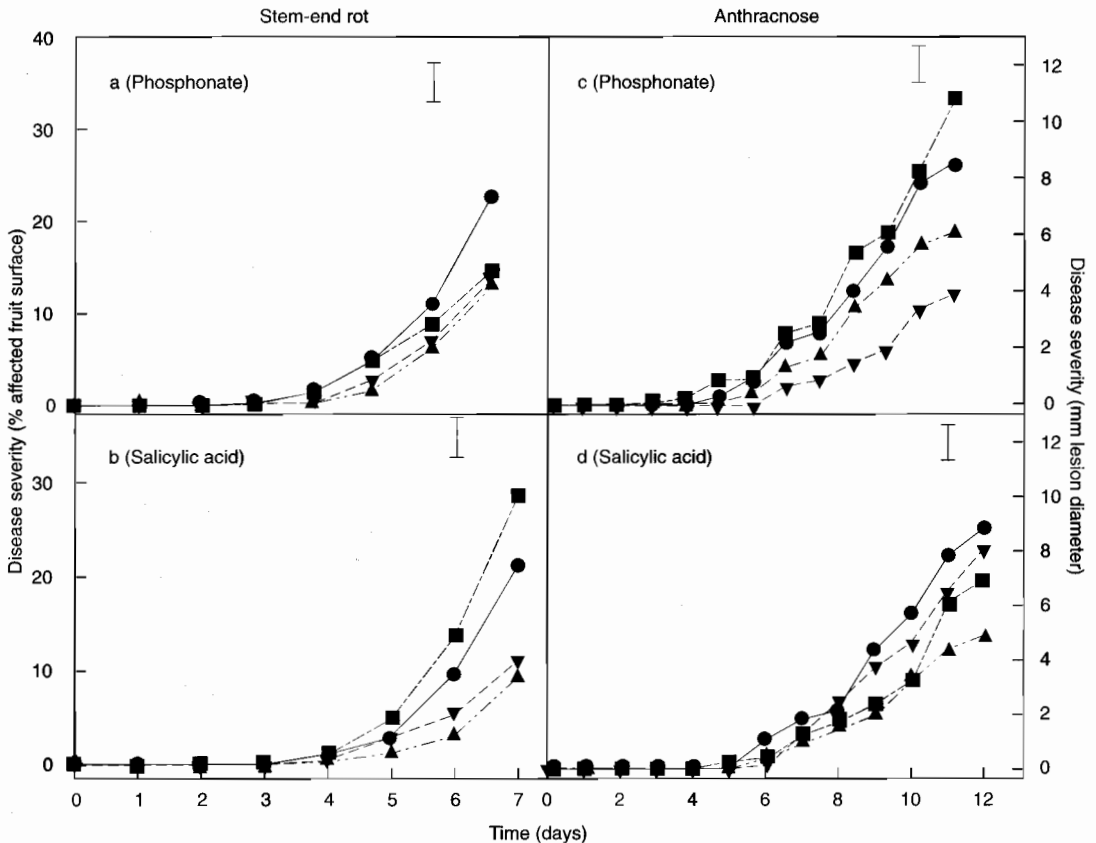 Stem-end rot
Anthracnose
Disease severity (% affected fruit surface)
40
30
20
10
0
30
20
10
0
a (Phosphonate)
b (Salicylic acid)
c (Phosphonate)
d (Salicylic acid)
12
10
8
6
4
2
0
12
10
8
6
4
2
0
Disease severity (mm lesion diameter)
0 1 2 3 4 5 6 7
0 2 4 6 8 10 12
Time (days)